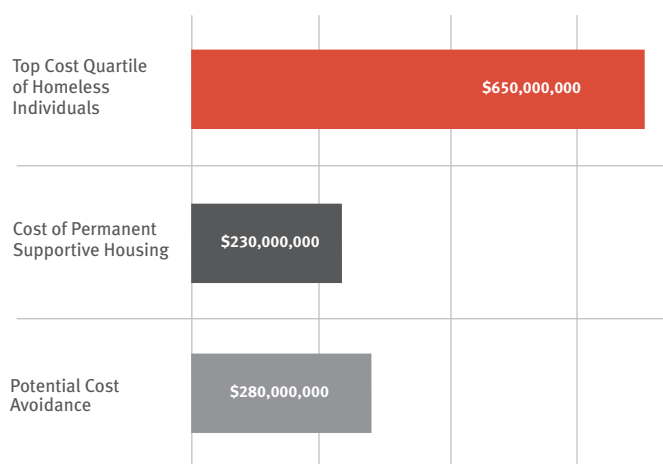 Top Cost Quartile
of Homeless
Individuals
$650,000,000
Cost of Permanent
Supportive Housing
$230,000,000
Potential Cost
Avoidance
$280,000,000